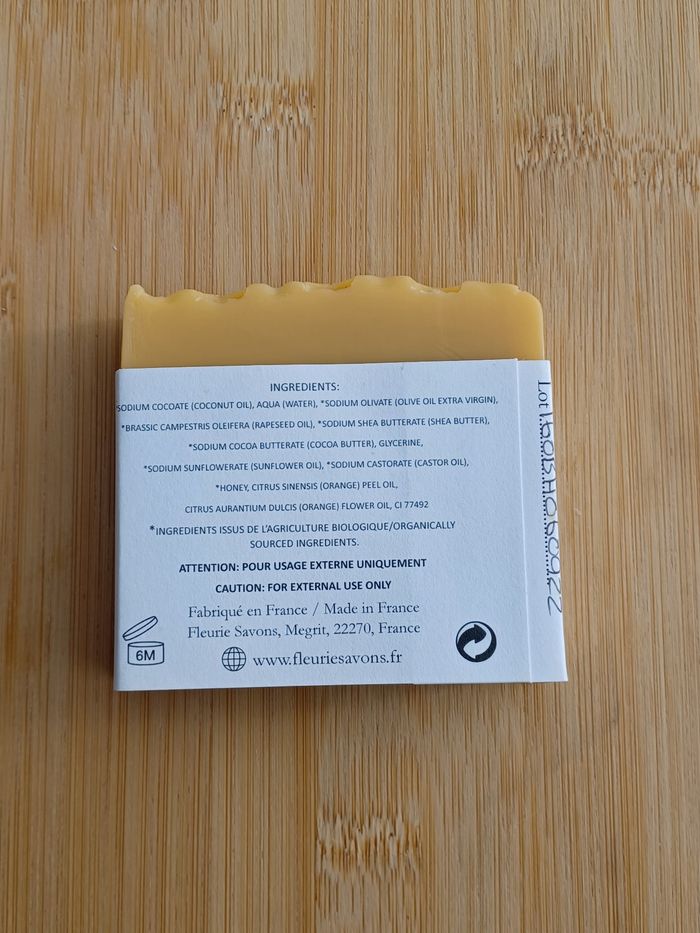 INGREDIENTS:
SODIUM COCOATE (COCONUT OIL), AQUA (WATER), *SODIUM OLIVATE (OLIVE OIL EXTRA VIRGIN),
*BRASSIC CAMPESTRIS OLEIFERA (RAPESEED OIL), *SODIUM SHEA BUTTERATE (SHEA BUTTER),
*SODIUM COCOA BUTTERATE (COCOA BUTTER), GLYCERINE,
*SODIUM SUNFLOWERATE (SUNFLOWER OIL), *SODIUM CASTORATE (CASTOR OIL),
*HONEY, CITRUS SINENSIS (ORANGE) PEEL OIL,
CITRUS AURANTIUM DULCIS (ORANGE) FLOWER OIL, CI 77492
*INGREDIENTS ISSUS DE L'AGRICULTURE BIOLOGIQUE/ORGANICALLY
SOURCED INGREDIENTS.
ATTENTION: POUR USAGE EXTERNE UNIQUEMENT
CAUTION: FOR EXTERNAL USE ONLY
Fabriqué en France / Made in France
Fleurie Savons, Megrit, 22270, France
6M
www.fleuriesavons.fr
Lot